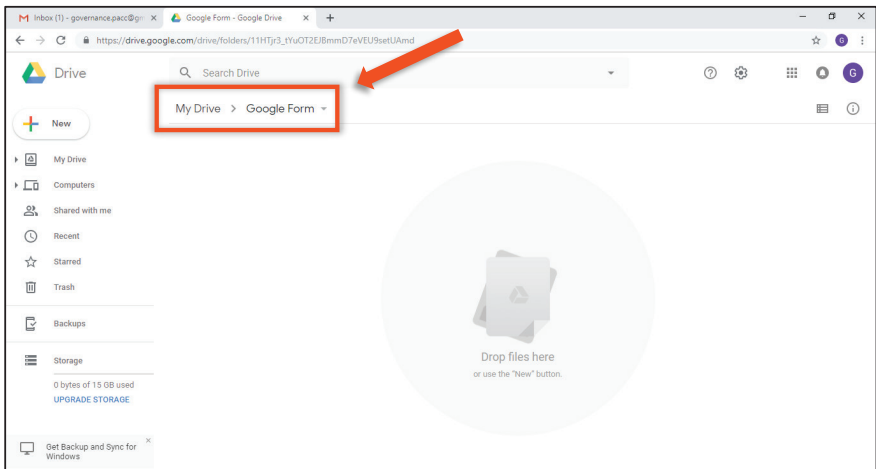 Inbox (1) - governance.pacc@gm
Google Form - Google Drive
https://drive.google.com/drive/folders/11HTjr3_tYuOT2EJBmmD7eVEU9setUAmd
G
Drive
Search Drive
G
My Drive > Google Form
New
My Drive
Computers
Shared with me
Recent
Starred
Trash
Backups
Storage
0 bytes of 15 GB used
UPGRADE STORAGE
Get Backup and Sync for
Windows
Drop files here
or use the "New" button.